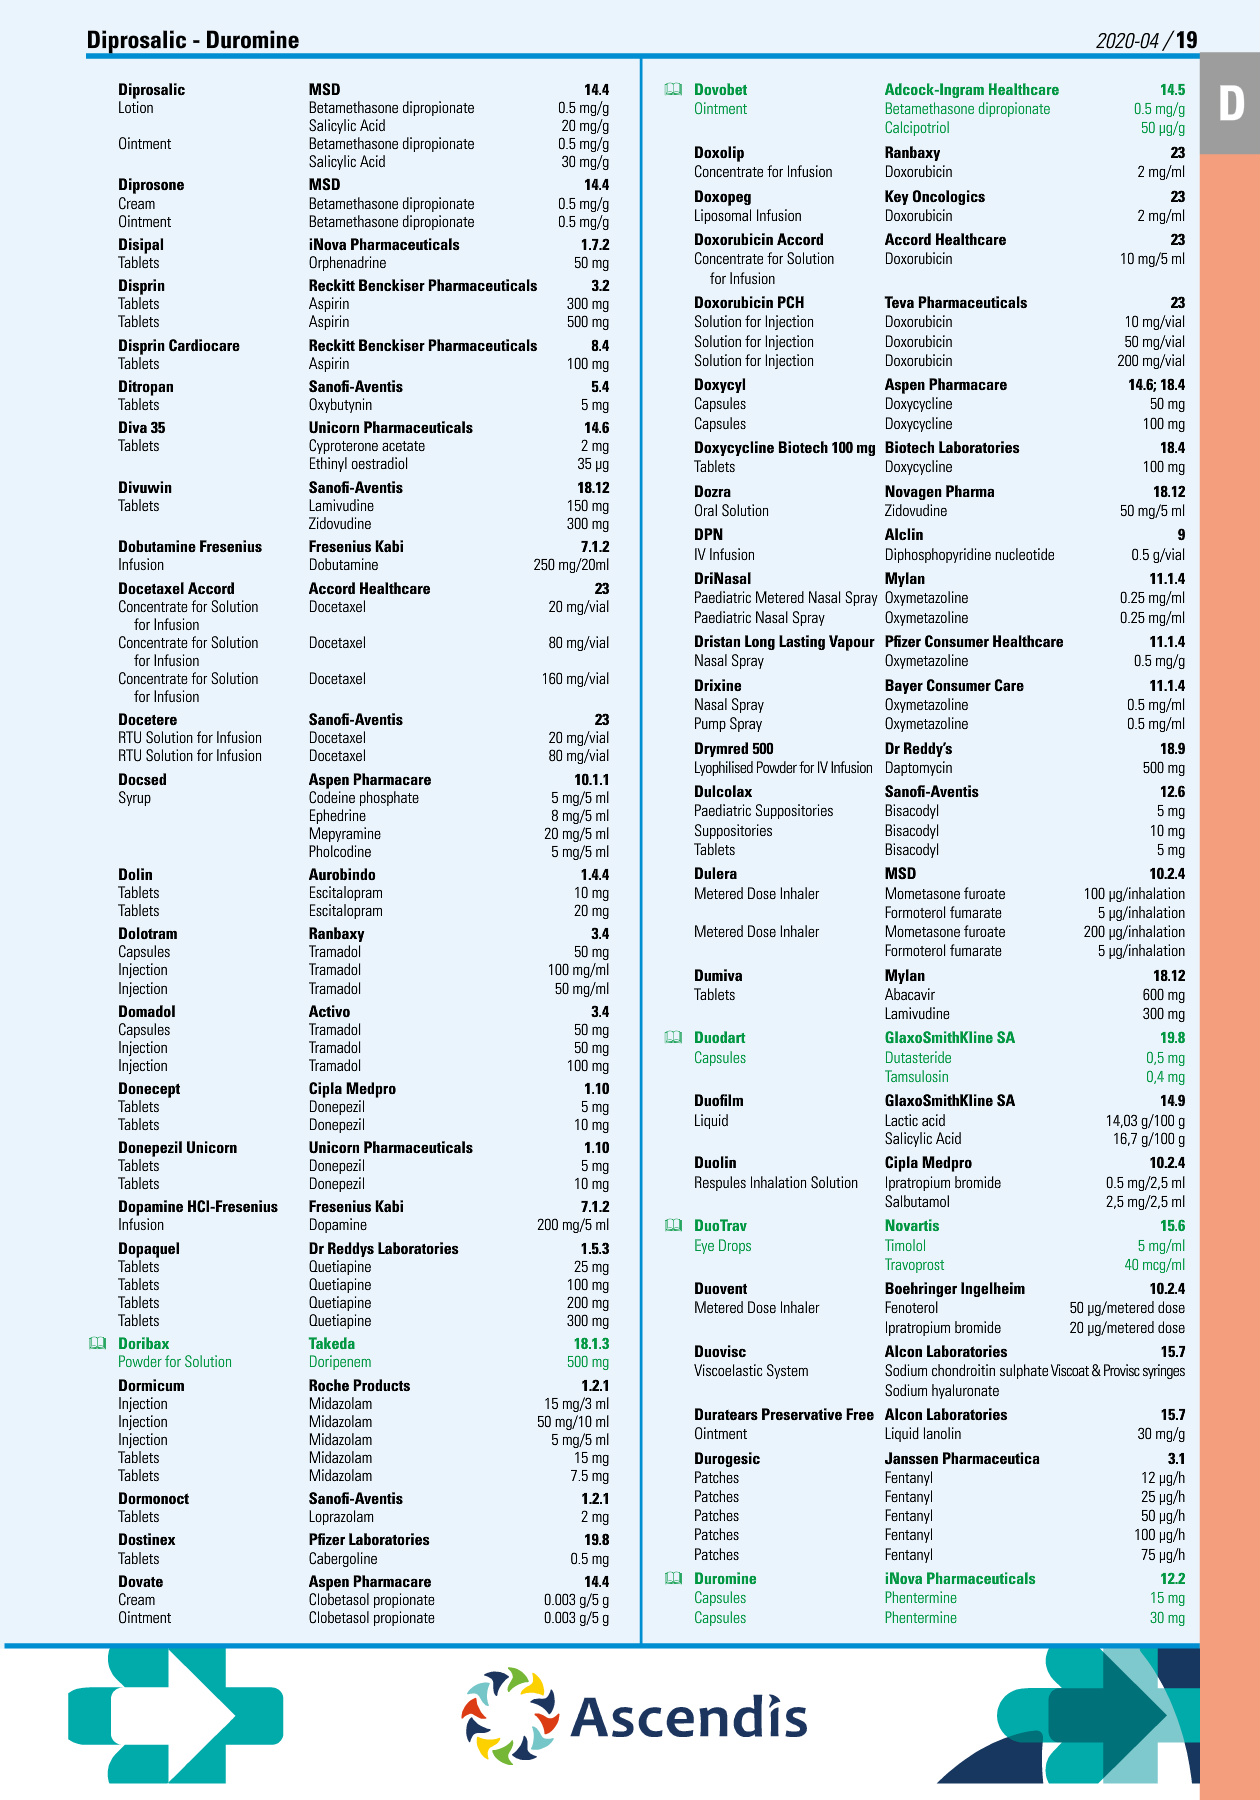 Diprosalic - Duromine 2020-04 / 19
D
Diprosalic MSD 14.4
Lotion Betamethasone dipropionate 0.5 mg/g
Salicylic Acid 20 mg/g
Ointment Betamethasone dipropionate 0.5 mg/g
Salicylic Acid 30 mg/g
Diprosone MSD 14.4
Cream Betamethasone dipropionate 0.5 mg/g
Ointment Betamethasone dipropionate 0.5 mg/g
Disipal iNova Pharmaceuticals 1.7.2
Tablets Orphenadrine 50 mg
Disprin Reckitt Benckiser Pharmaceuticals 3.2
Tablets Aspirin 300 mg
Tablets Aspirin 500 mg
Disprin Cardiocare Reckitt Benckiser Pharmaceuticals 8.4
Tablets Aspirin 100 mg
Ditropan Sanofi-Aventis 5.4
Tablets Oxybutynin 5 mg
Diva 35 Unicorn Pharmaceuticals 14.6
Tablets Cyproterone acetate 2 mg
Ethinyl oestradiol 35 µg
Divuwin Sanofi-Aventis 18.12
Tablets Lamivudine 150 mg
Zidovudine 300 mg
Dobutamine Fresenius Fresenius Kabi 7.1.2
Infusion Dobutamine 250 mg/20ml
Docetaxel Accord Accord Healthcare 23
Concentrate for Solution Docetaxel 20 mg/vial
for Infusion
Concentrate for Solution Docetaxel 80 mg/vial
for Infusion
Concentrate for Solution Docetaxel 160 mg/vial
for Infusion
Docetere Sanofi-Aventis 23
RTU Solution for Infusion Docetaxel 20 mg/vial
RTU Solution for Infusion Docetaxel 80 mg/vial
Docsed Aspen Pharmacare 10.1.1
Syrup Codeine phosphate 5 mg/5 ml
Ephedrine 8 mg/5 ml
Mepyramine 20 mg/5 ml
Pholcodine 5 mg/5 ml
Dolin Aurobindo 1.4.4
Tablets Escitalopram 10 mg
Tablets Escitalopram 20 mg
Dolotram Ranbaxy 3.4
Capsules Tramadol 50 mg
Injection Tramadol 100 mg/ml
Injection Tramadol 50 mg/ml
Domadol Activo 3.4
Capsules Tramadol 50 mg
Injection Tramadol 50 mg
Injection Tramadol 100 mg
Donecept Cipla Medpro 1.10
Tablets Donepezil 5 mg
Tablets Donepezil 10 mg
Donepezil Unicorn Unicorn Pharmaceuticals 1.10
Tablets Donepezil 5 mg
Tablets Donepezil 10 mg
Dopamine HCl-Fresenius Fresenius Kabi 7.1.2
Infusion Dopamine 200 mg/5 ml
Dopaquel Dr Reddys Laboratories 1.5.3
Tablets Quetiapine 25 mg
Tablets Quetiapine 100 mg
Tablets Quetiapine 200 mg
Tablets Quetiapine 300 mg
Doribax Takeda 18.1.3
Powder for Solution Doripenem 500 mg
Dormicum Roche Products 1.2.1
Injection Midazolam 15 mg/3 ml
Injection Midazolam 50 mg/10 ml
Injection Midazolam 5 mg/5 ml
Tablets Midazolam 15 mg
Tablets Midazolam 7.5 mg
Dormonoct Sanofi-Aventis 1.2.1
Tablets Loprazolam 2 mg
Dostinex Pfizer Laboratories 19.8
Tablets Cabergoline 0.5 mg
Dovate Aspen Pharmacare 14.4
Cream Clobetasol propionate 0.003 g/5 g
Ointment Clobetasol propionate 0.003 g/5 g
Dovobet Adcock-Ingram Healthcare 14.5
Ointment Betamethasone dipropionate 0.5 mg/g
Calcipotriol 50 µg/g
Doxolip Ranbaxy 23
Concentrate for Infusion Doxorubicin 2 mg/ml
Doxopeg Key Oncologics 23
Liposomal Infusion Doxorubicin 2 mg/ml
Doxorubicin Accord Accord Healthcare 23
Concentrate for Solution Doxorubicin 10 mg/5 ml
for Infusion
Doxorubicin PCH Teva Pharmaceuticals 23
Solution for Injection Doxorubicin 10 mg/vial
Solution for Injection Doxorubicin 50 mg/vial
Solution for Injection Doxorubicin 200 mg/vial
Doxycyl Aspen Pharmacare 14.6; 18.4
Capsules Doxycycline 50 mg
Capsules Doxycycline 100 mg
Doxycycline Biotech 100 mg Biotech Laboratories 18.4
Tablets Doxycycline 100 mg
Dozra Novagen Pharma 18.12
Oral Solution Zidovudine 50 mg/5 ml
DPN Alclin 9
IV Infusion Diphosphopyridine nucleotide 0.5 g/vial
DriNasal Mylan 11.1.4
Paediatric Metered Nasal Spray Oxymetazoline 0.25 mg/ml
Paediatric Nasal Spray Oxymetazoline 0.25 mg/ml
Dristan Long Lasting Vapour Pfizer Consumer Healthcare 11.1.4
Nasal Spray Oxymetazoline 0.5 mg/g
Drixine Bayer Consumer Care 11.1.4
Nasal Spray Oxymetazoline 0.5 mg/ml
Pump Spray Oxymetazoline 0.5 mg/ml
Drymred 500 Dr Reddy’s 18.9
Lyophilised Powder for IV Infusion Daptomycin 500 mg
Dulcolax Sanofi-Aventis 12.6
Paediatric Suppositories Bisacodyl 5 mg
Suppositories Bisacodyl 10 mg
Tablets Bisacodyl 5 mg
Dulera MSD 10.2.4
Metered Dose Inhaler Mometasone furoate 100 µg/inhalation
Formoterol fumarate 5 µg/inhalation
Metered Dose Inhaler Mometasone furoate 200 µg/inhalation
Formoterol fumarate 5 µg/inhalation
Dumiva Mylan 18.12
Tablets Abacavir 600 mg
Lamivudine 300 mg
Duodart GlaxoSmithKline SA 19.8
Capsules Dutasteride 0,5 mg
Tamsulosin 0,4 mg
Duofilm GlaxoSmithKline SA 14.9
Liquid Lactic acid 14,03 g/100 g
Salicylic Acid 16,7 g/100 g
Duolin Cipla Medpro 10.2.4
Respules Inhalation Solution Ipratropium bromide 0.5 mg/2,5 ml
Salbutamol 2,5 mg/2,5 ml
DuoTrav Novartis 15.6
Eye Drops Timolol 5 mg/ml
Travoprost 40 mcg/ml
Duovent Boehringer Ingelheim 10.2.4
Metered Dose Inhaler Fenoterol 50 µg/metered dose
Ipratropium bromide 20 µg/metered dose
Duovisc Alcon Laboratories 15.7
Viscoelastic System Sodium chondroitin sulphate Viscoat & Provisc syringes
Sodium hyaluronate
Duratears Preservative Free Alcon Laboratories 15.7
Ointment Liquid lanolin 30 mg/g
Durogesic Janssen Pharmaceutica 3.1
Patches Fentanyl 12 µg/h
Patches Fentanyl 25 µg/h
Patches Fentanyl 50 µg/h
Patches Fentanyl 100 µg/h
Patches Fentanyl 75 µg/h
Duromine iNova Pharmaceuticals 12.2
Capsules Phentermine 15 mg
Capsules Phentermine 30 mg
Ascendis